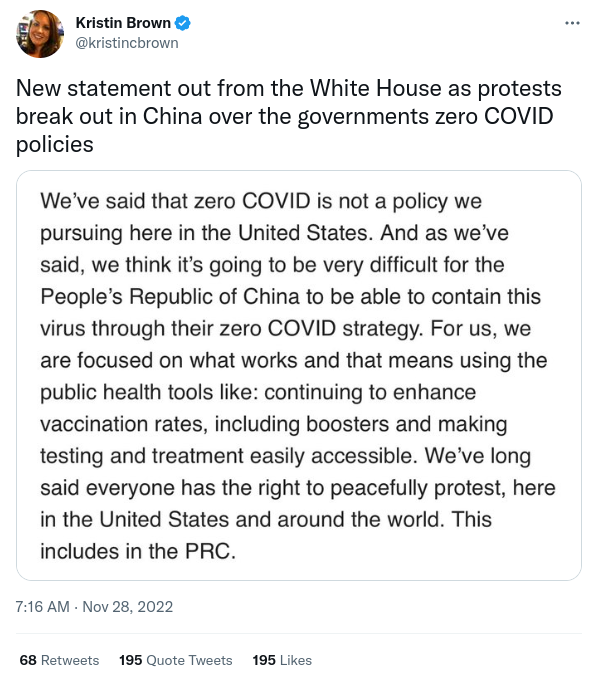 Kristin Brown
@kristincbrown
New statement out from the White House as protests
break out in China over the governments zero COVID
policies
We’ve said that zero COVID is not a policy we
pursuing here in the United States. And as we’ve
said, we think it’s going to be very difficult for the
People’s Republic of China to be able to contain this
virus through their zero COVID strategy. For us, we
are focused on what works and that means using the
public health tools like: continuing to enhance
vaccination rates, including boosters and making
testing and treatment easily accessible. We’ve long
said everyone has the right to peacefully protest, here
in the United States and around the world. This
includes in the PRC.
7:16 AM · Nov 28, 2022
68 Retweets 195 Quote Tweets 195 Likes